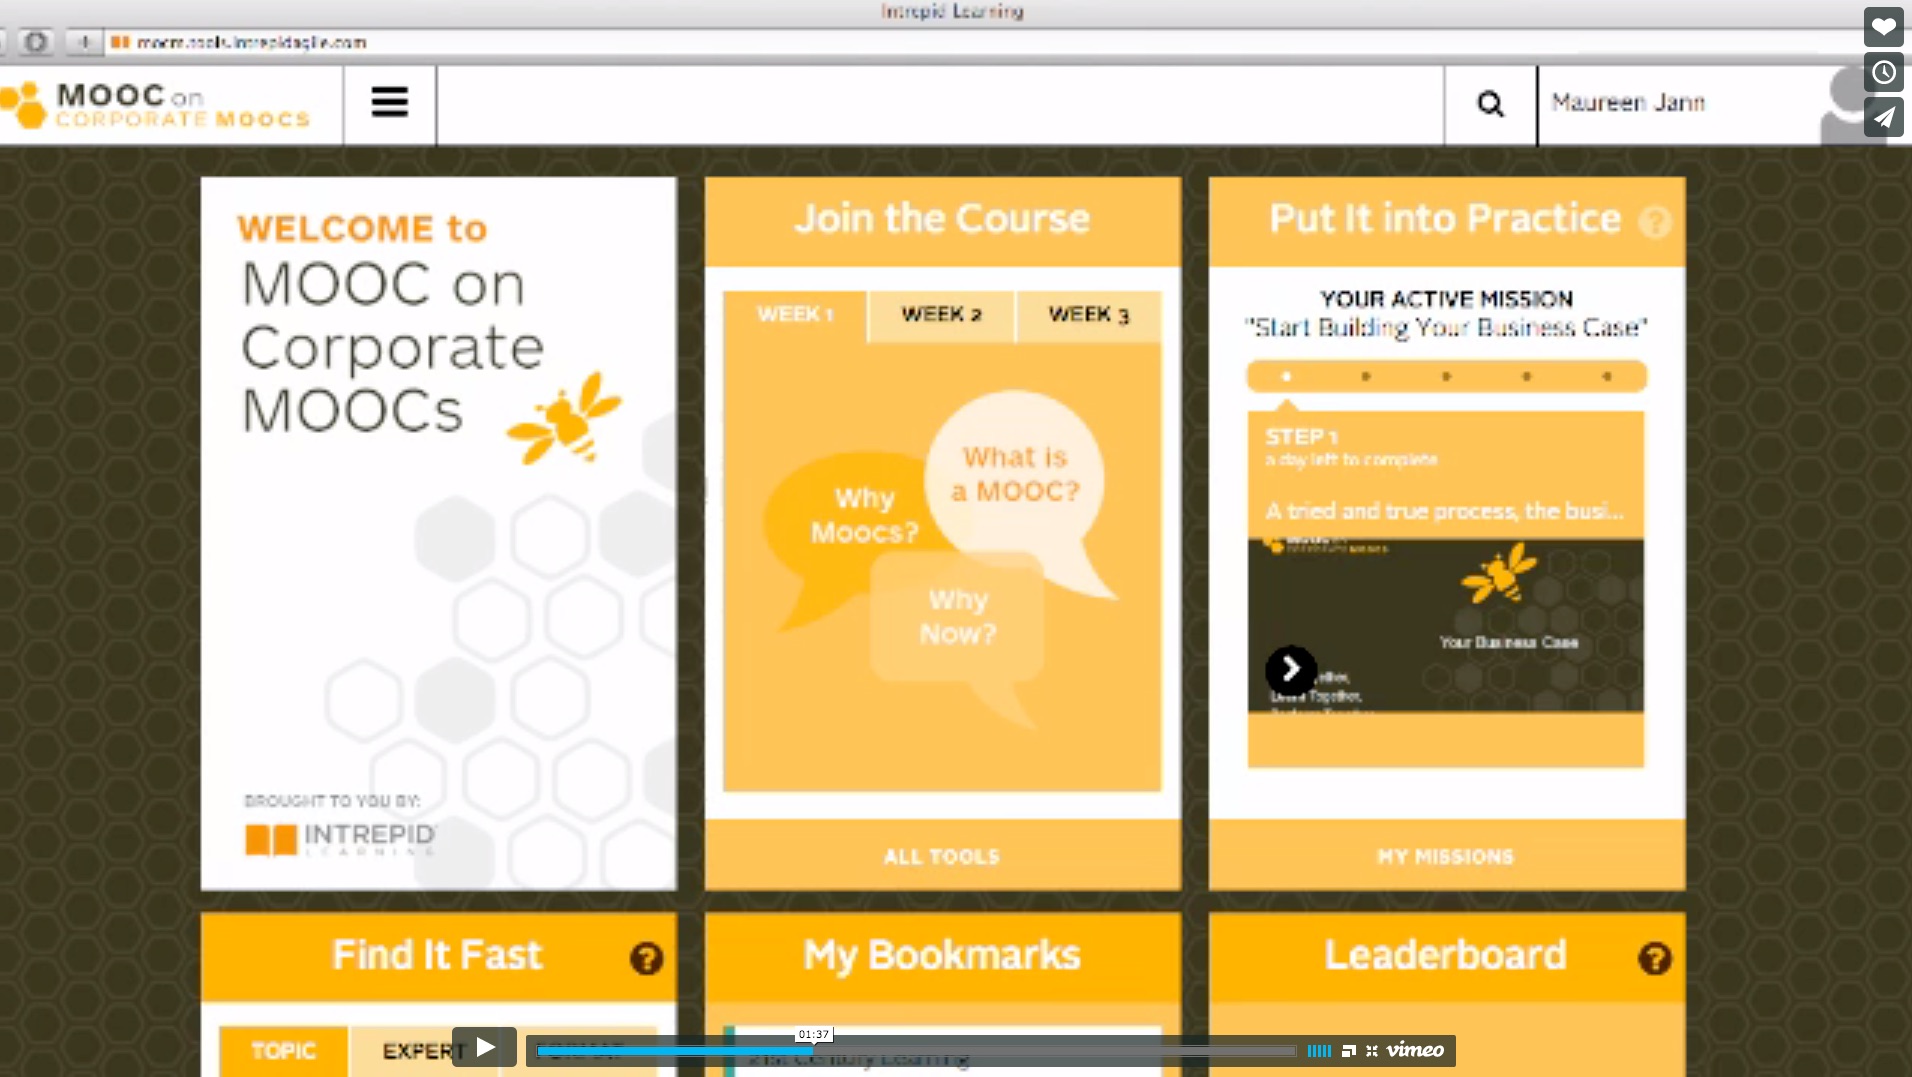 Intrepid Learning
mocm.tools.intrepidagile.com
MOOC on
CORPORATE MOOCS
Maureen Jann
WELCOME to
MOOC on
Corporate
MOOCs
BROUGHT TO YOU BY:
INTREPID
LEARNING
Join the Course
WEEK 1
WEEK 2
WEEK 3
What is
a MOOC?
Why
Moocs?
Why
Now?
ALL TOOLS
Put It into Practice ?
YOUR ACTIVE MISSION
"Start Building Your Business Case"
STEP 1
a day left to complete
A tried and true process, the busi...
Your Business Case
Together,
MY MISSIONS
Find It Fast ?
TOPIC
EXPERT
My Bookmarks
21st Century Learning
Leaderboard ?
01:37
vimeo